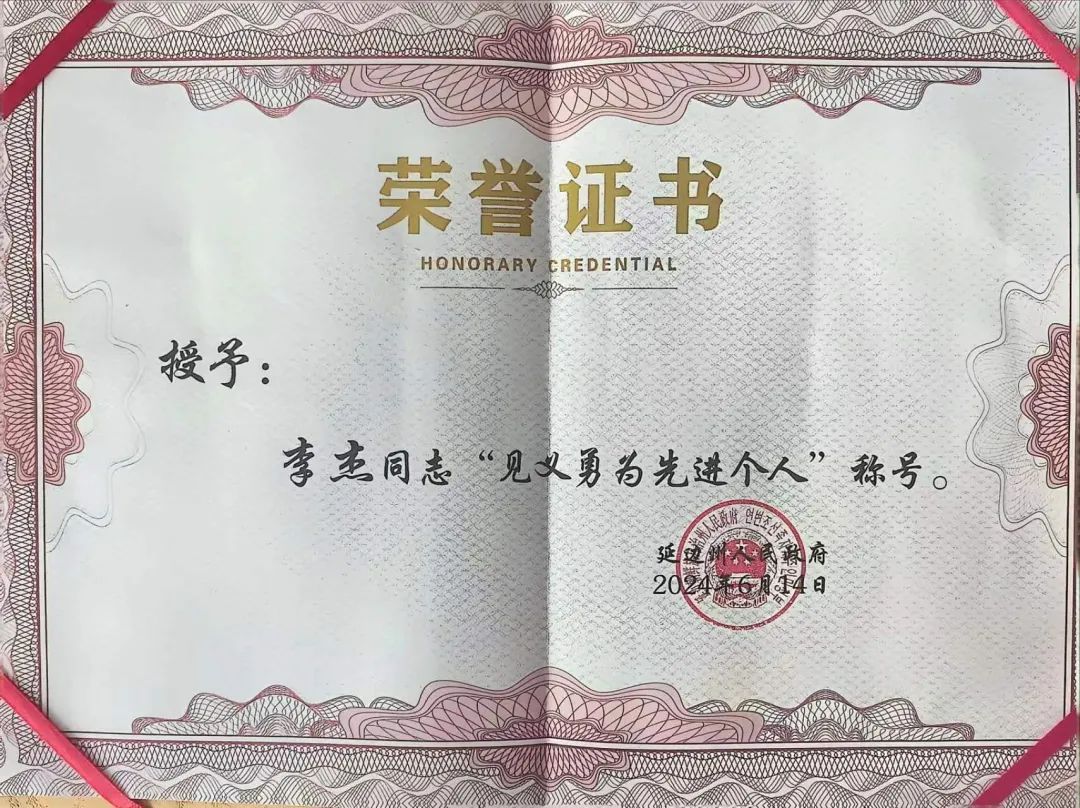 荣誉证书
HONORARY CREDENTIAL
授予：
李杰同志“见义勇为先进个人”称号。
延边州人民政府
2024年6月14日